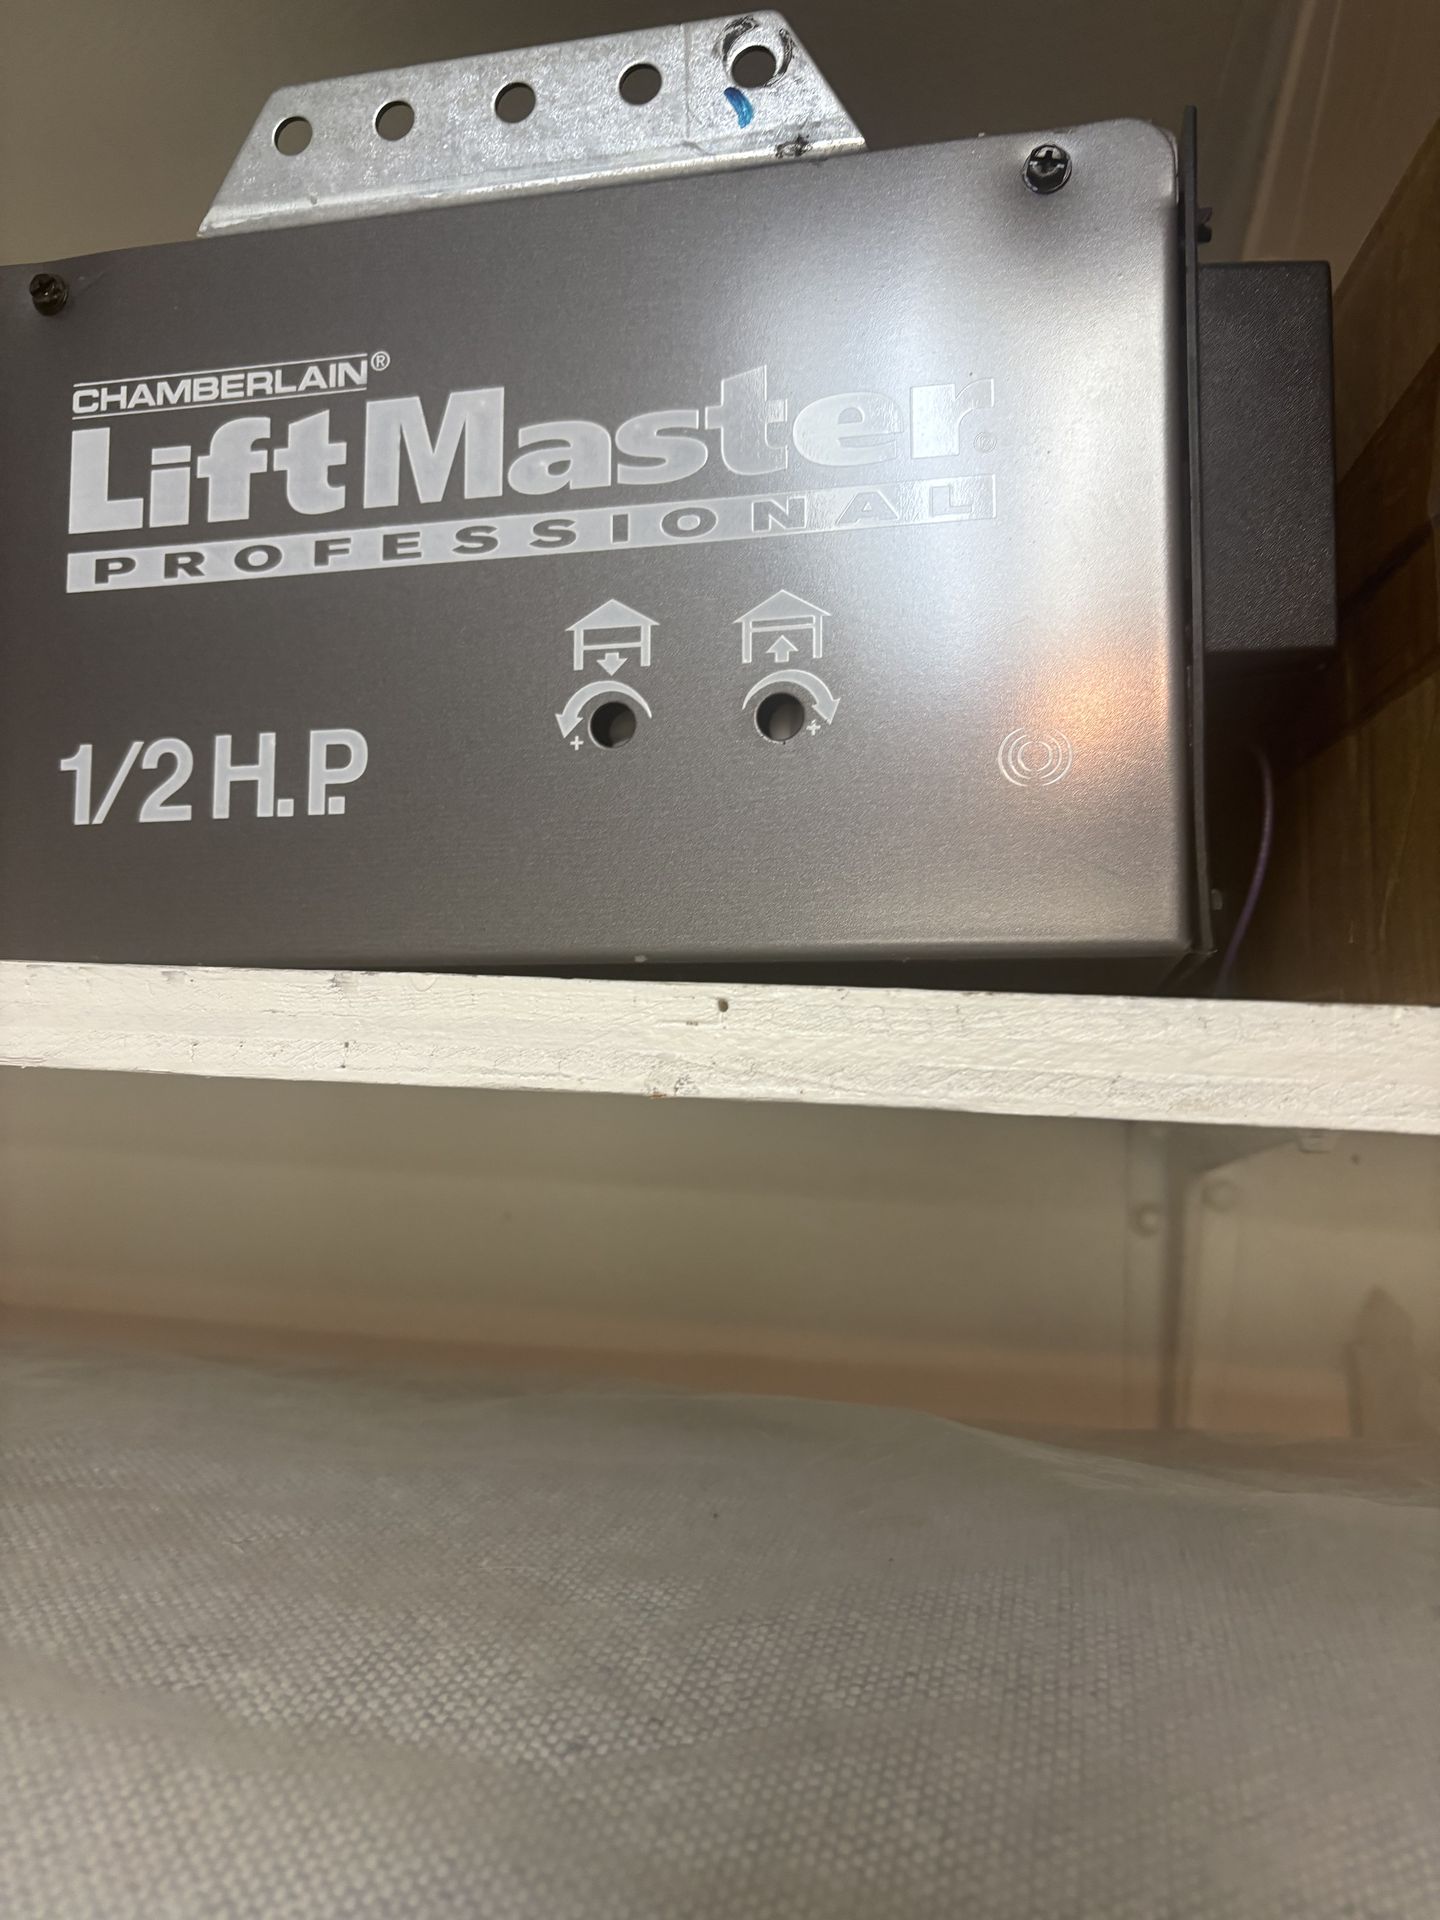 CHAMBERLAIN®
LiftMaster®
PROFESSIONAL
1/2 H.P.
+ +